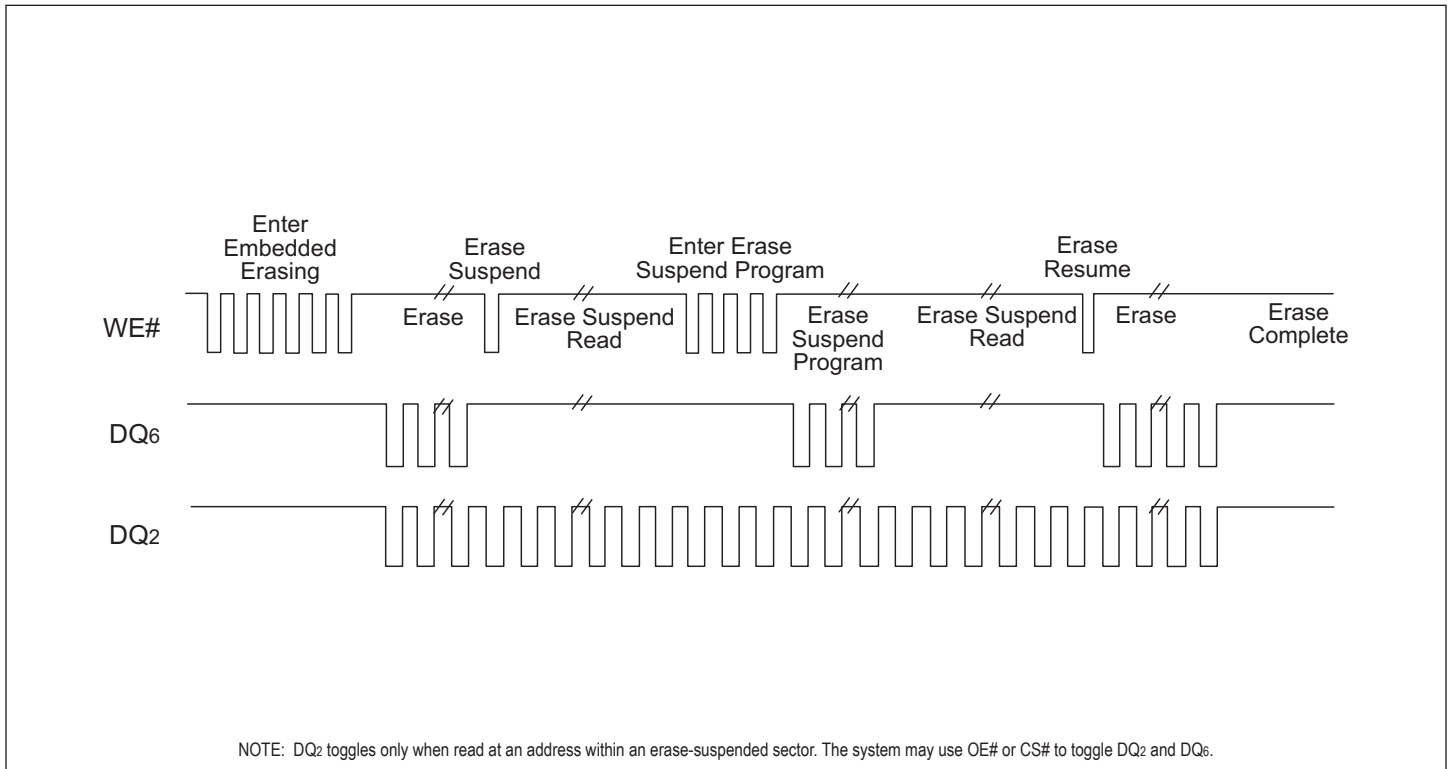 Enter
Embedded
Erasing
Erase
Suspend
Enter Erase
Suspend Program
Erase
Resume
WE#
Erase
Erase Suspend
Read
Erase
Suspend
Program
Erase Suspend
Read
Erase
Erase
Complete
DQ6
DQ2
NOTE: DQ2 toggles only when read at an address within an erase-suspended sector. The system may use OE# or CS# to toggle DQ2 and DQ6.